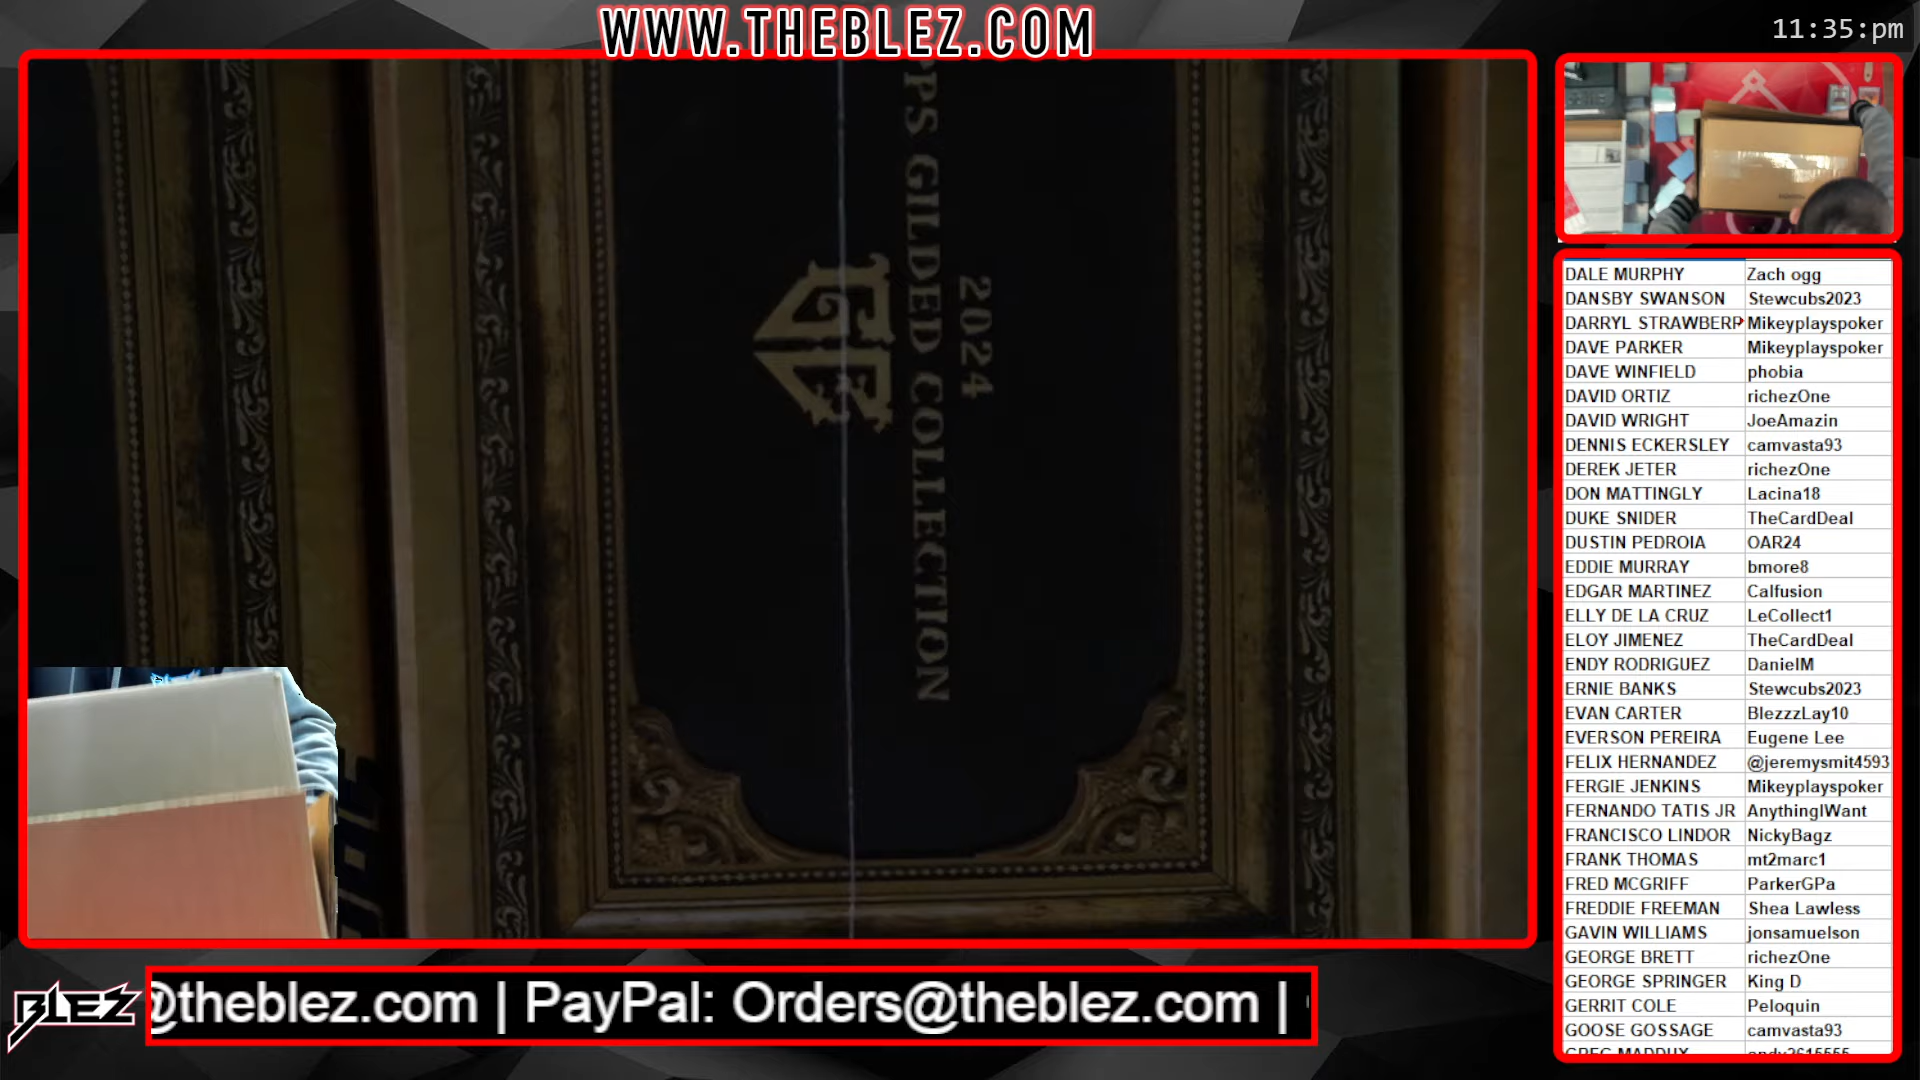 WWW.THEBLEZ.COM
11:35:pm
2024
PS GILDED COLLECTION
GC
DALE MURPHY Zach ogg
DANSBY SWANSON Stewcubs2023
DARRYL STRAWBERR Mikeyplayspoker
DAVE PARKER Mikeyplayspoker
DAVE WINFIELD phobia
DAVID ORTIZ richezOne
DAVID WRIGHT JoeAmazin
DENNIS ECKERSLEY camvasta93
DEREK JETER richezOne
DON MATTINGLY Lacina18
DUKE SNIDER TheCardDeal
DUSTIN PEDROIA OAR24
EDDIE MURRAY bmore8
EDGAR MARTINEZ Calfusion
ELLY DE LA CRUZ LeCollect1
ELOY JIMENEZ TheCardDeal
ENDY RODRIGUEZ DanielM
ERNIE BANKS Stewcubs2023
EVAN CARTER BlezzzLay10
EVERSON PEREIRA Eugene Lee
FELIX HERNANDEZ @jeremysmit4593
FERGIE JENKINS Mikeyplayspoker
FERNANDO TATIS JR AnythingIWant
FRANCISCO LINDOR NickyBagz
FRANK THOMAS mt2marc1
FRED MCGRIFF ParkerGPa
FREDDIE FREEMAN Shea Lawless
GAVIN WILLIAMS jonsamuelson
GEORGE BRETT richezOne
GEORGE SPRINGER King D
GERRIT COLE Peloquin
GOOSE GOSSAGE camvasta93
GREG MADDUX andy2615555
BLEZ
@theblez.com | PayPal: Orders@theblez.com |